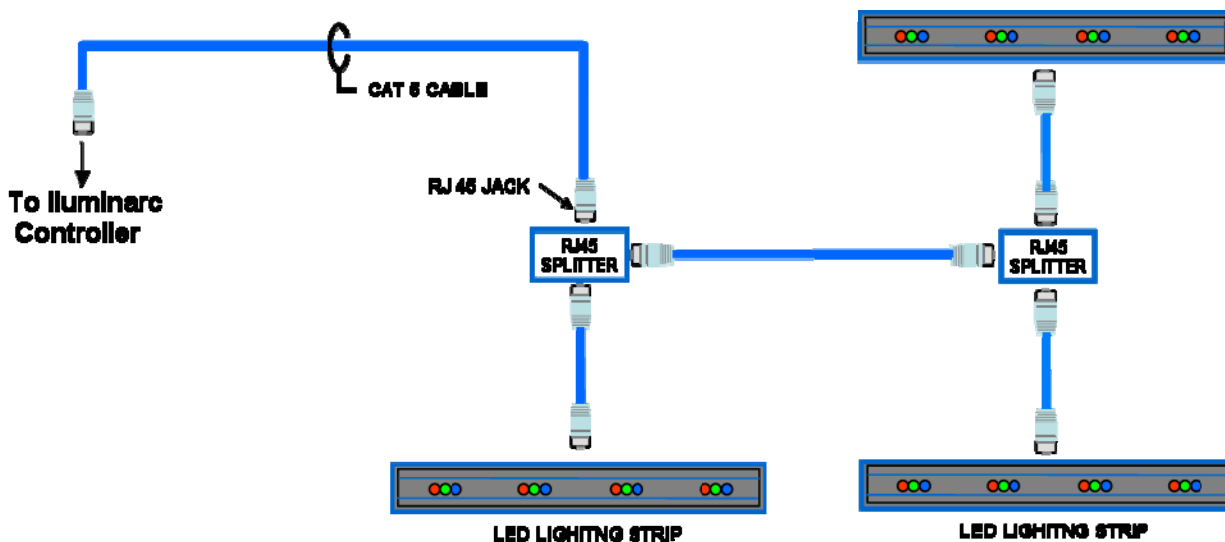 CAT 5 CABLE
To Iluminarc
Controller
RJ 45 JACK
RJ45
SPLITTER
RJ45
SPLITTER
LED LIGHITNG STRIP
LED LIGHITNG STRIP